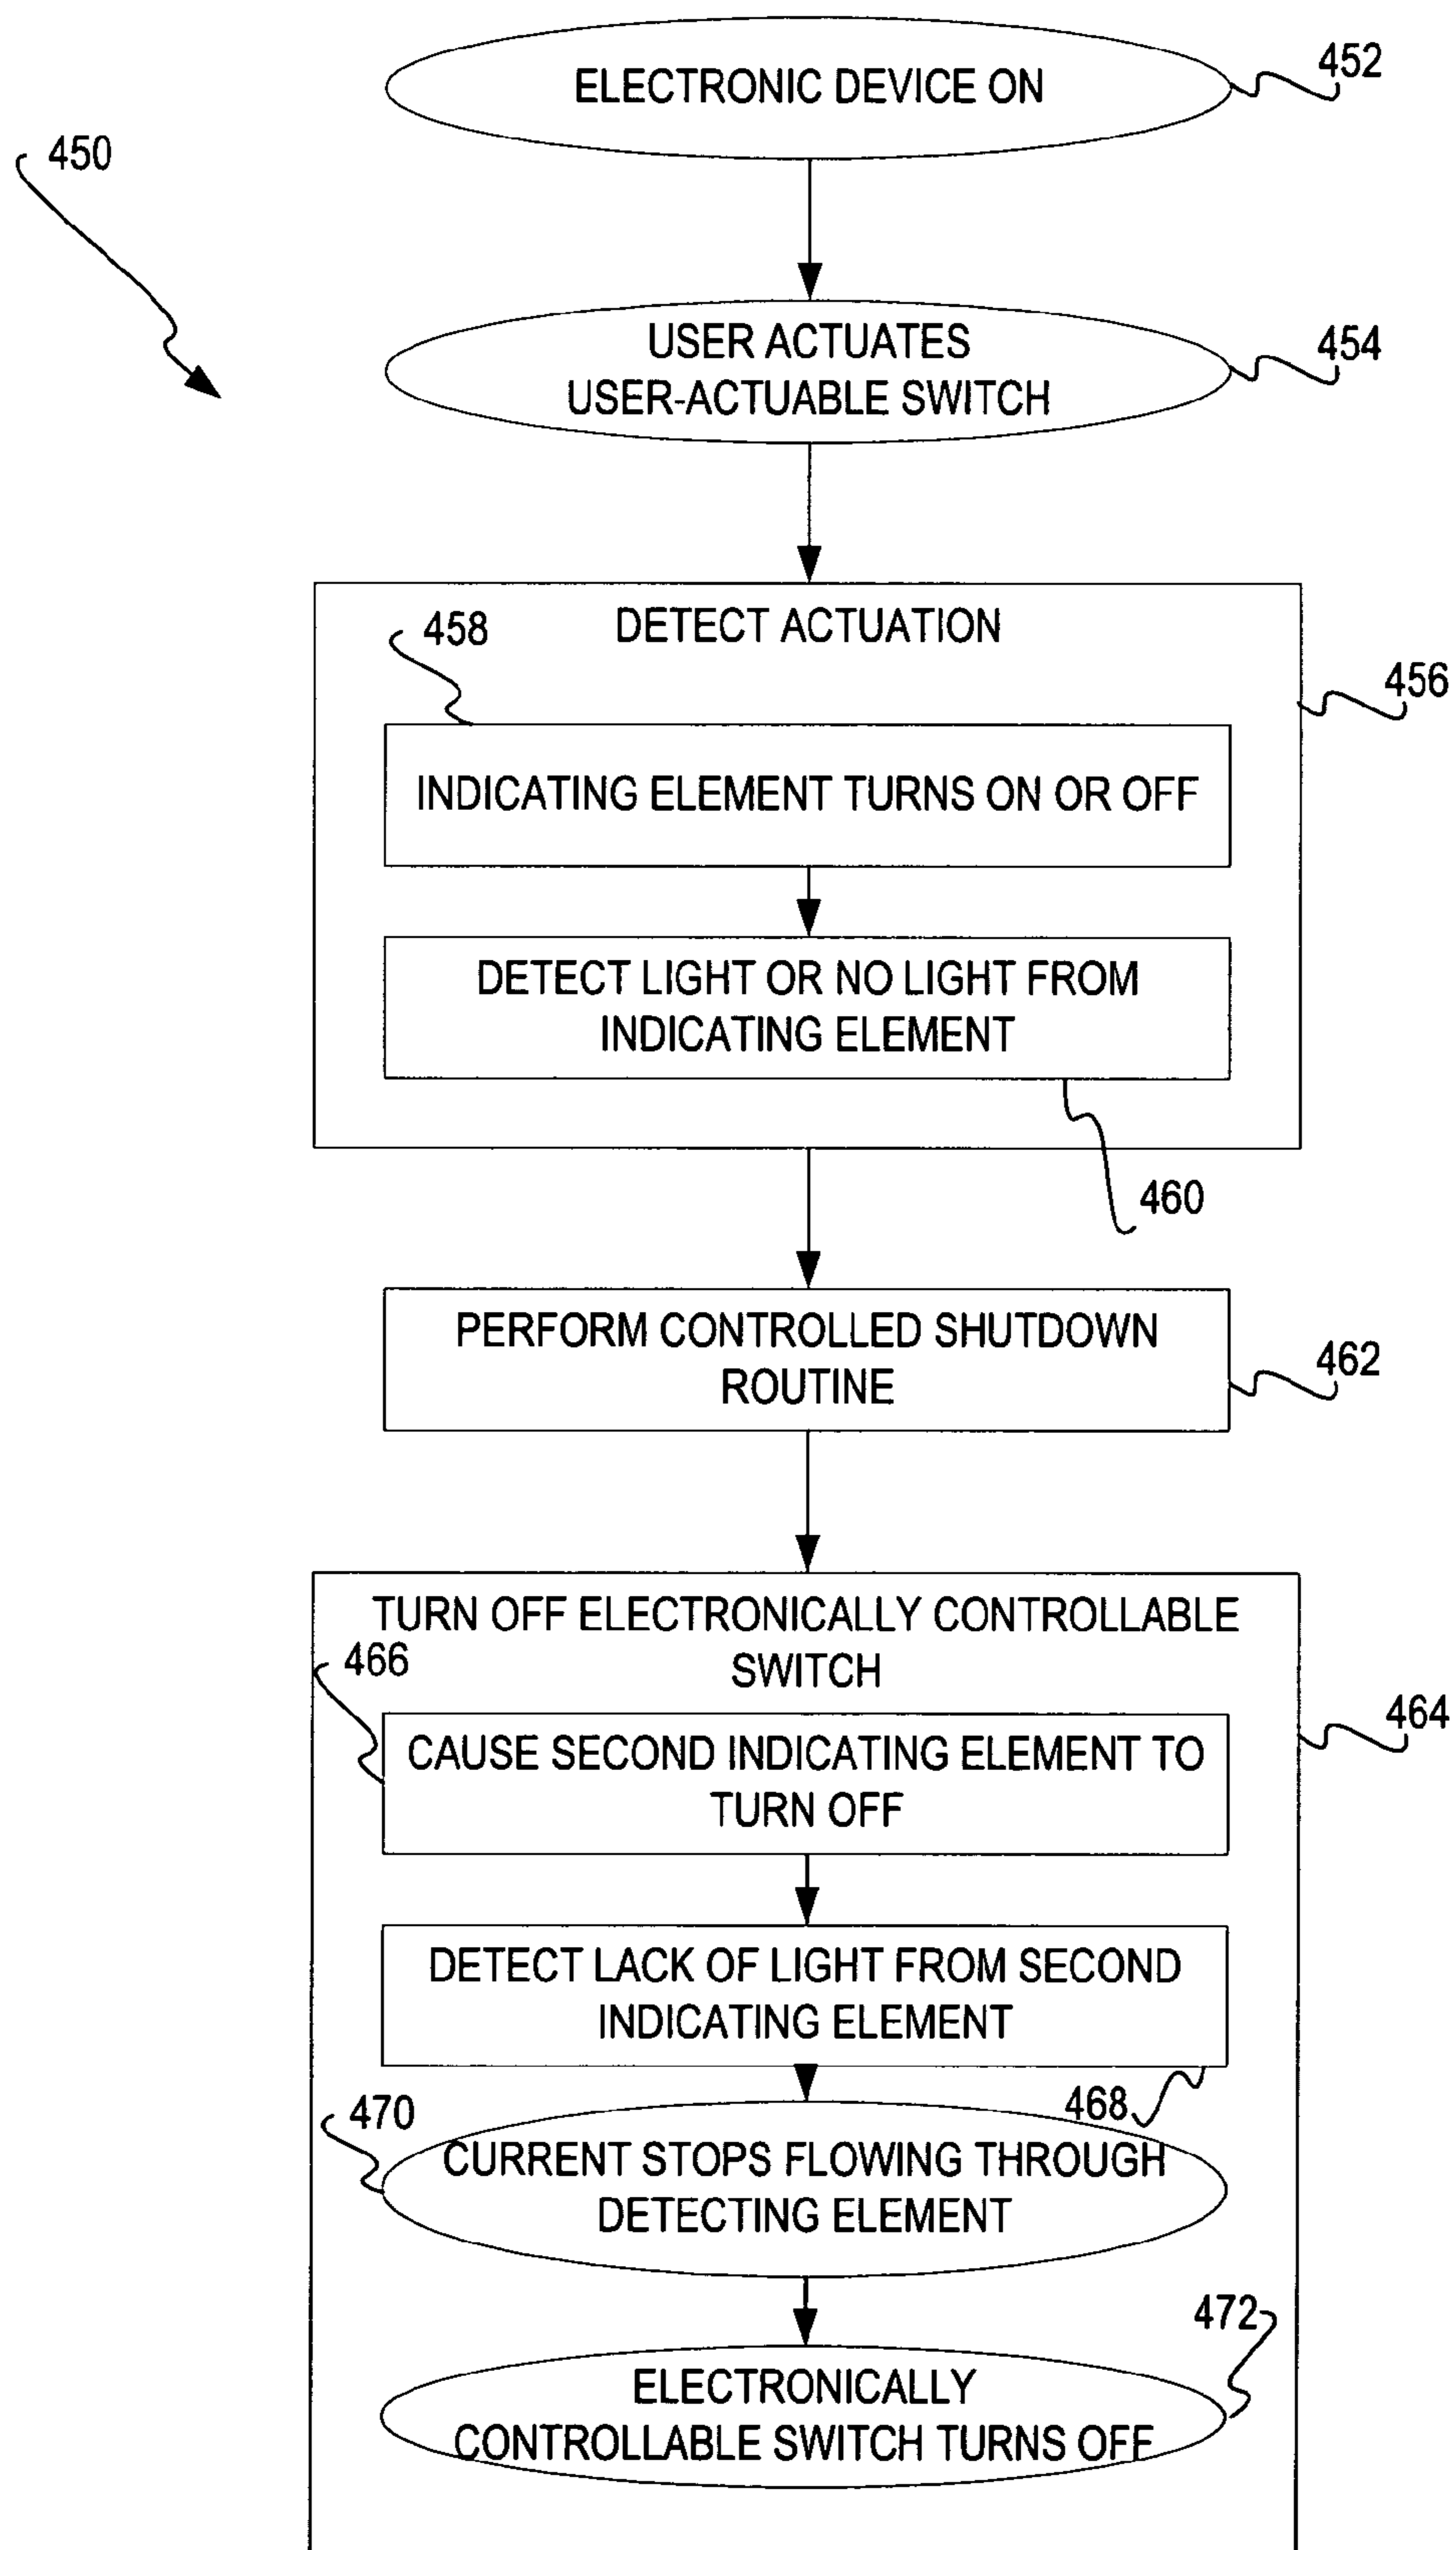 ELECTRONIC DEVICE ON
452
450
USER ACTUATES
USER-ACTUABLE SWITCH
454
DETECT ACTUATION
458
456
INDICATING ELEMENT TURNS ON OR OFF
DETECT LIGHT OR NO LIGHT FROM
INDICATING ELEMENT
460
PERFORM CONTROLLED SHUTDOWN
ROUTINE
462
TURN OFF ELECTRONICALLY CONTROLLABLE
SWITCH
466
464
CAUSE SECOND INDICATING ELEMENT TO
TURN OFF
DETECT LACK OF LIGHT FROM SECOND
INDICATING ELEMENT
468
470
CURRENT STOPS FLOWING THROUGH
DETECTING ELEMENT
472
ELECTRONICALLY
CONTROLLABLE SWITCH TURNS OFF